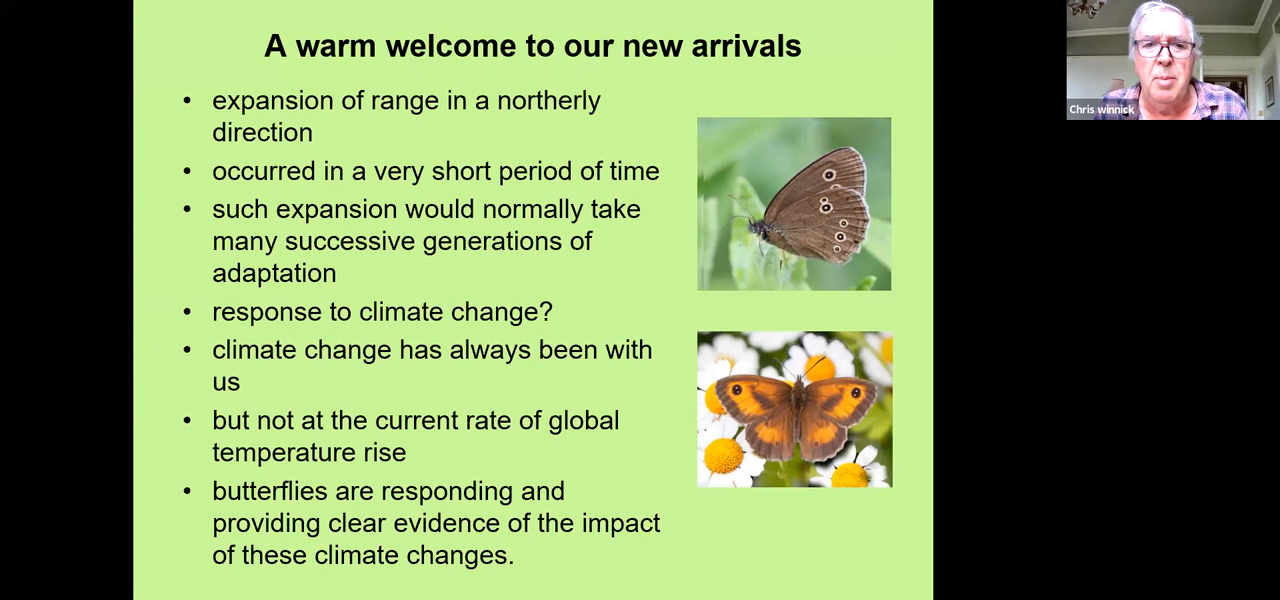 A warm welcome to our new arrivals
• expansion of range in a northerly
direction
• occurred in a very short period of time
• such expansion would normally take
many successive generations of
adaptation
• response to climate change?
• climate change has always been with
us
• but not at the current rate of global
temperature rise
• butterflies are responding and
providing clear evidence of the impact
of these climate changes.
Chris winnick